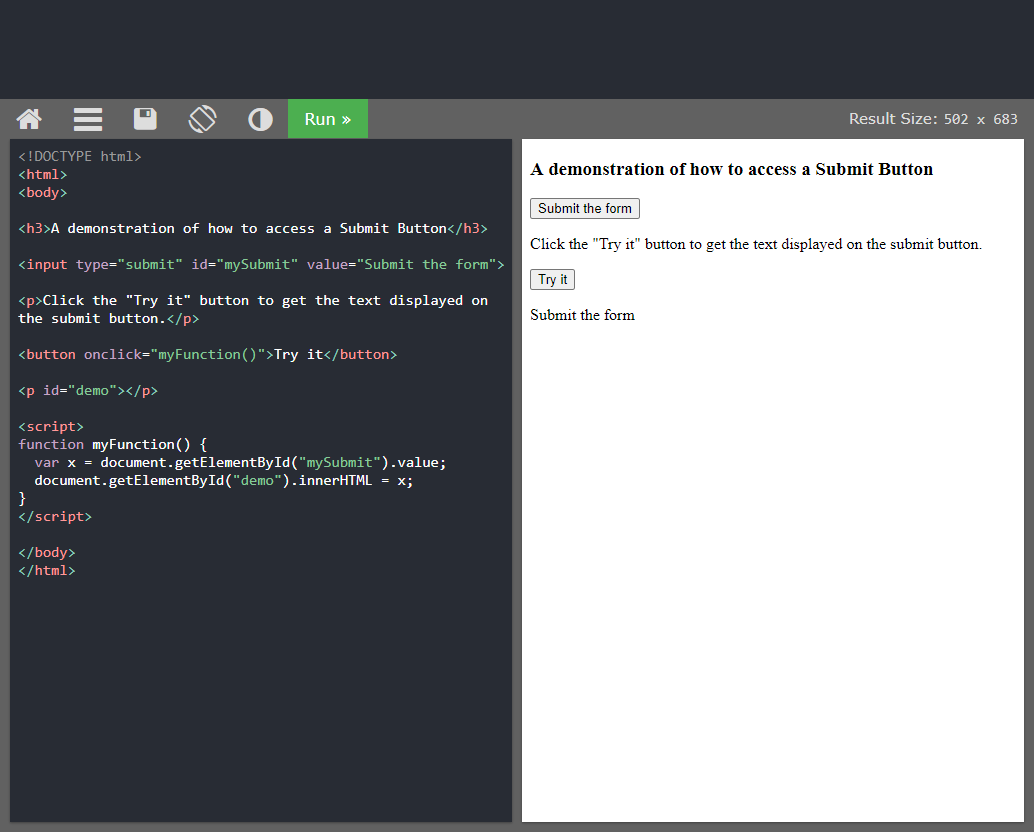 Run »
Result Size: 502 x 683
<!DOCTYPE html>
<html>
<body>
<h3>A demonstration of how to access a Submit Button</h3>
<input type="submit" id="mySubmit" value="Submit the form">
<p>Click the "Try it" button to get the text displayed on
the submit button.</p>
<button onclick="myFunction()">Try it</button>
<p id="demo"></p>
<script>
function myFunction() {
  var x = document.getElementById("mySubmit").value;
  document.getElementById("demo").innerHTML = x;
}
</script>
</body>
</html>
A demonstration of how to access a Submit Button
Submit the form
Click the "Try it" button to get the text displayed on the submit button.
Try it
Submit the form